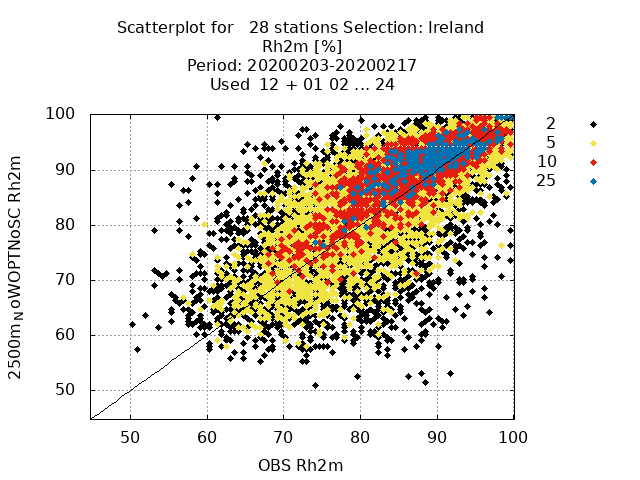 Scatterplot for   28 stations Selection: Ireland
Rh2m [%]
Period: 20200203-20200217
Used  12 + 01 02 ... 24
2
5
10
25
100
90
80
70
60
50
2500m_NoWOPTNoSC Rh2m
50 60 70 80 90 100
OBS Rh2m